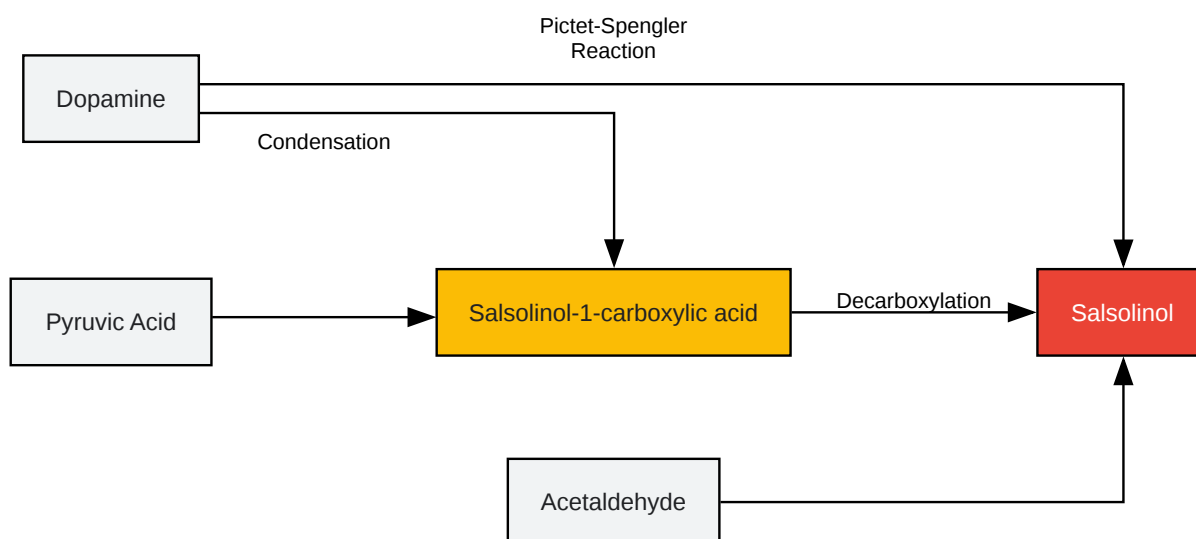 Pictet-Spengler
Reaction
Dopamine
Condensation
Pyruvic Acid
Salsolinol-1-carboxylic acid
Decarboxylation
Salsolinol
Acetaldehyde